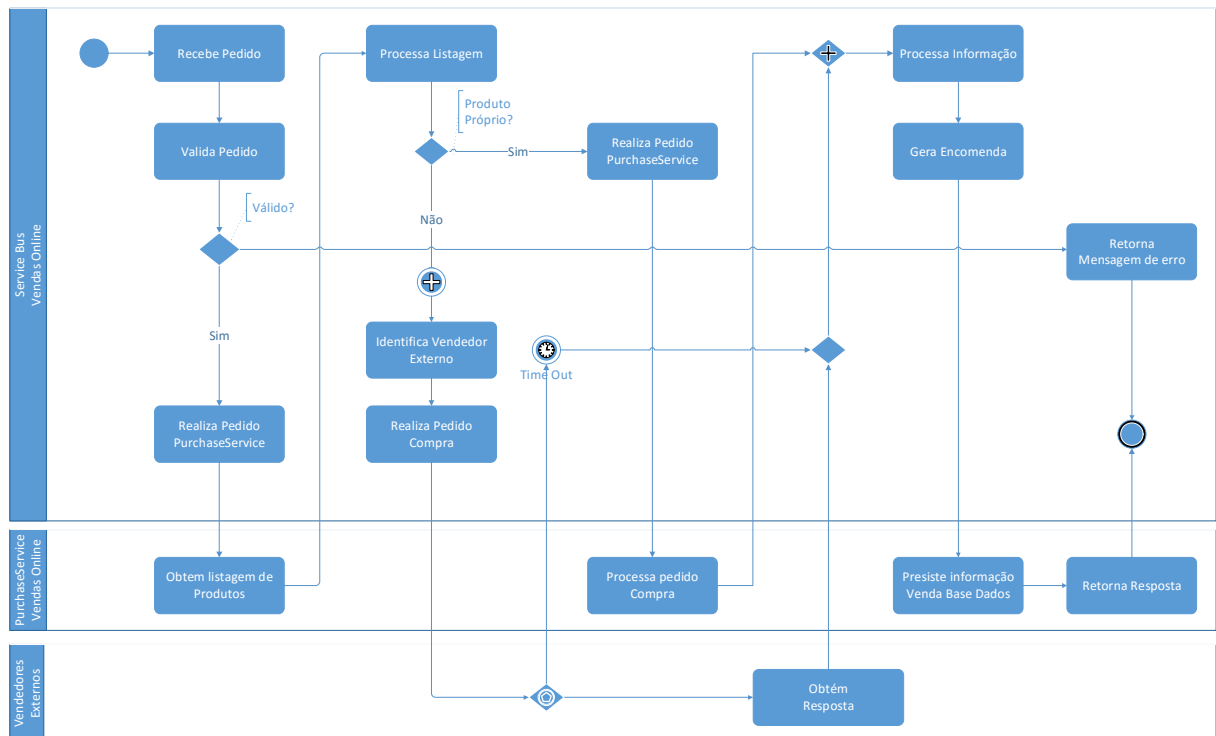 Service Bus
Vendas Online
Recebe Pedido
Valida Pedido
Válido?
Sim
Realiza Pedido
PurchaseService
Processa Listagem
Produto
Próprio?
Sim
Não
Identifica Vendedor
Externo
Realiza Pedido
Compra
Realiza Pedido
PurchaseService
Time Out
Processa Informação
Gera Encomenda
Retorna
Mensagem de erro
PurchaseService
Vendas Online
Obtem listagem de
Produtos
Processa pedido
Compra
Presiste informação
Venda Base Dados
Retorna Resposta
Vendedores
Externos
Obtém
Resposta